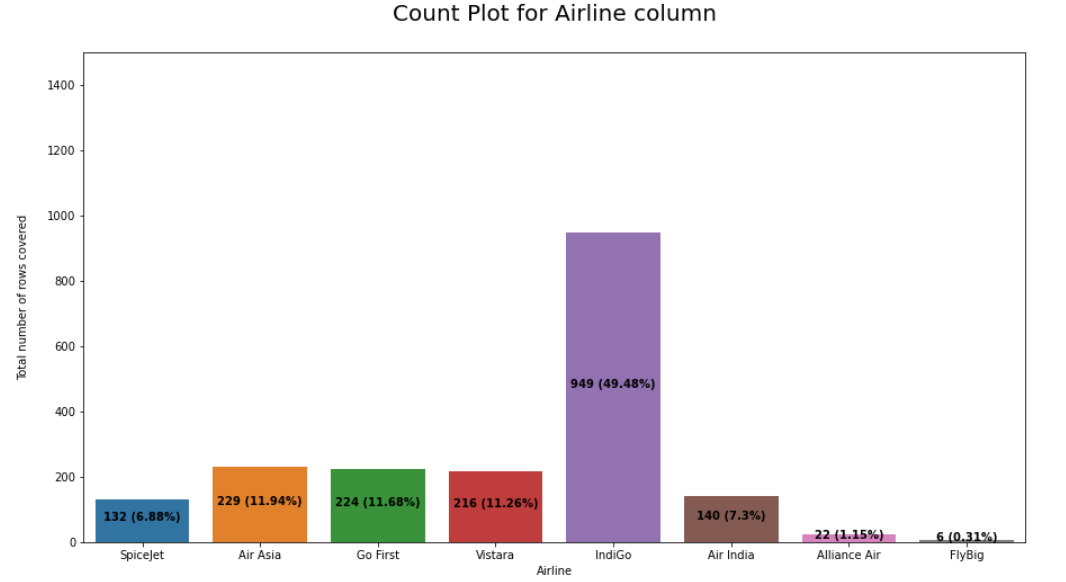 Count Plot for Airline column
Total number of rows covered
1400
1200
1000
800
600
400
200
0
132 (6.88%)
229 (11.94%)
224 (11.68%)
216 (11.26%)
949 (49.48%)
140 (7.3%)
22 (1.15%)
6 (0.31%)
SpiceJet
Air Asia
Go First
Vistara
IndiGo
Air India
Alliance Air
FlyBig
Airline